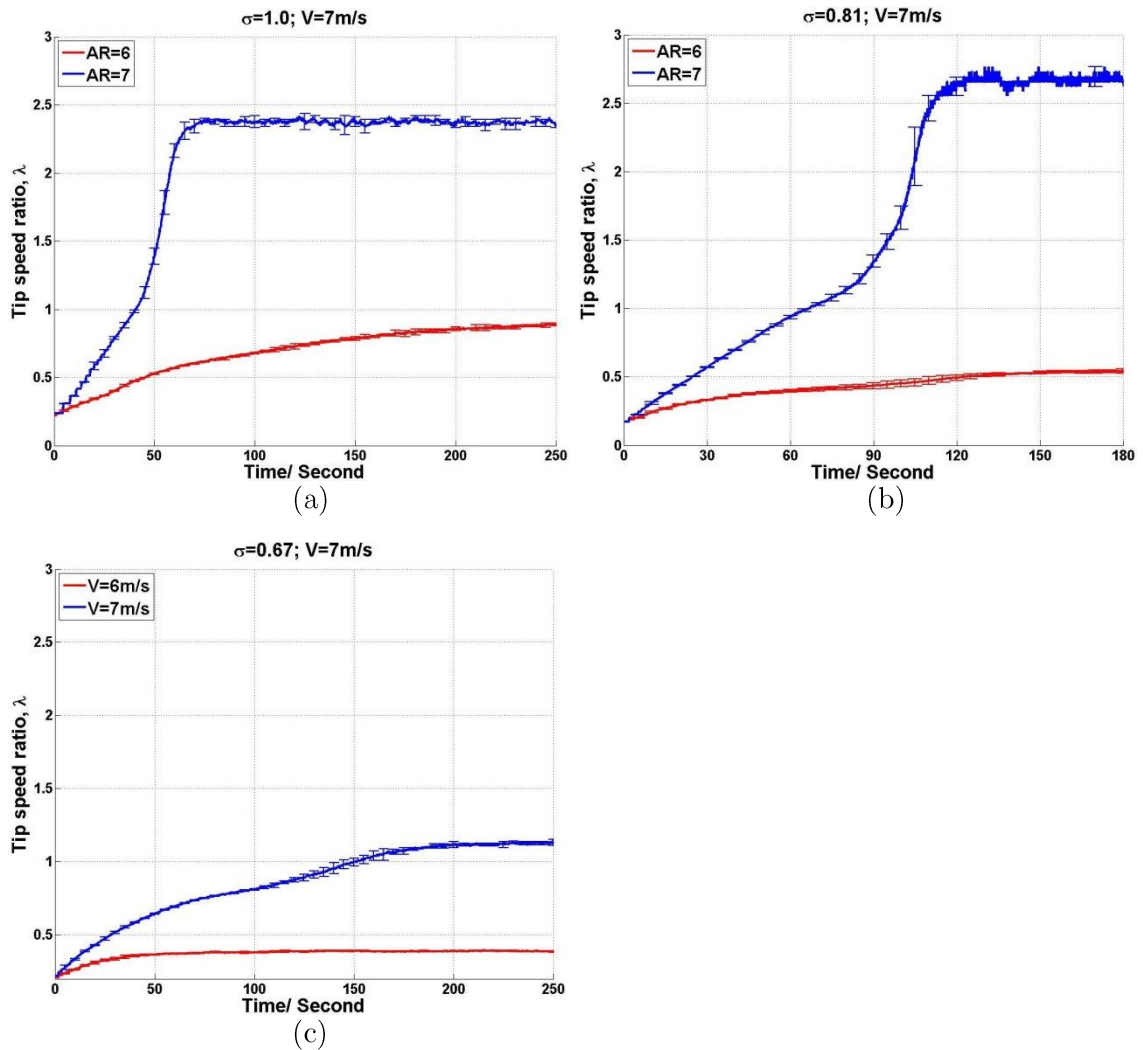 σ=1.0; V=7m/s
AR=6
AR=7
3
2.5
2
1.5
1
0.5
0
Tip speed ratio, λ
0 50 100 150 200 250
Time/ Second
(a)
σ=0.81; V=7m/s
AR=6
AR=7
3
2.5
2
1.5
1
0.5
0
Tip speed ratio, λ
0 30 60 90 120 150 180
Time/ Second
(b)
σ=0.67; V=7m/s
V=6m/s
V=7m/s
3
2.5
2
1.5
1
0.5
Tip speed ratio, λ
0 50 100 150 200 250
Time/ Second
(c)